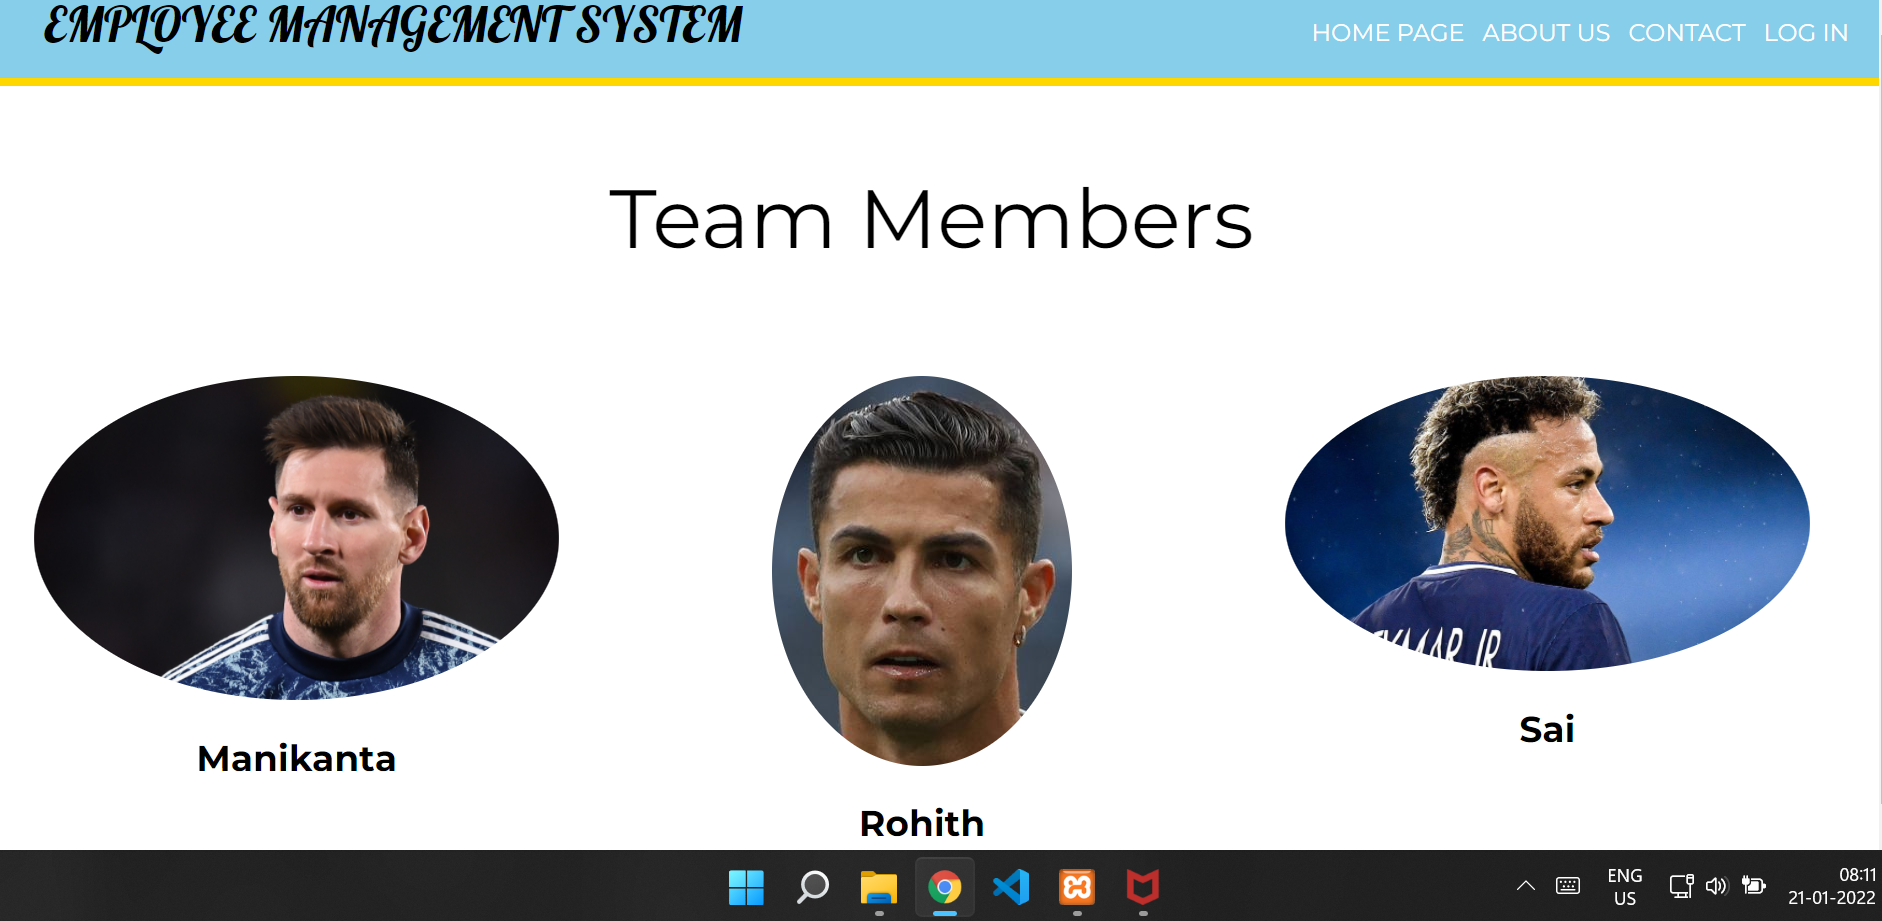 EMPLOYEE MANAGEMENT SYSTEM
HOME PAGE ABOUT US CONTACT LOG IN
Team Members
Manikanta
Rohith
Sai
ENG
US
08:11
21-01-2022